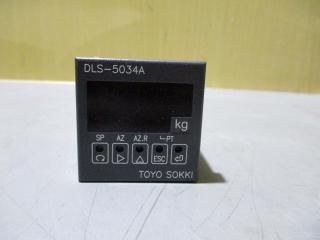 DLS-5034A
kg
SP AZ AZ.R PT
ESC
TOYO SOKKI